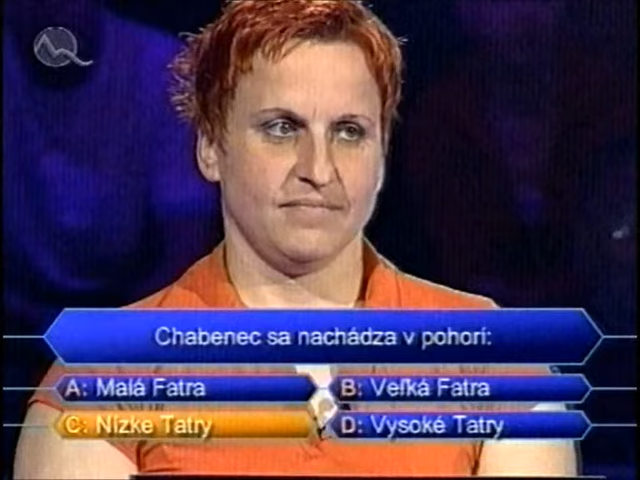 Chabenec sa nachádza v pohorí:
A: Malá Fatra
B: Veľká Fatra
C: Nízke Tatry
D: Vysoké Tatry